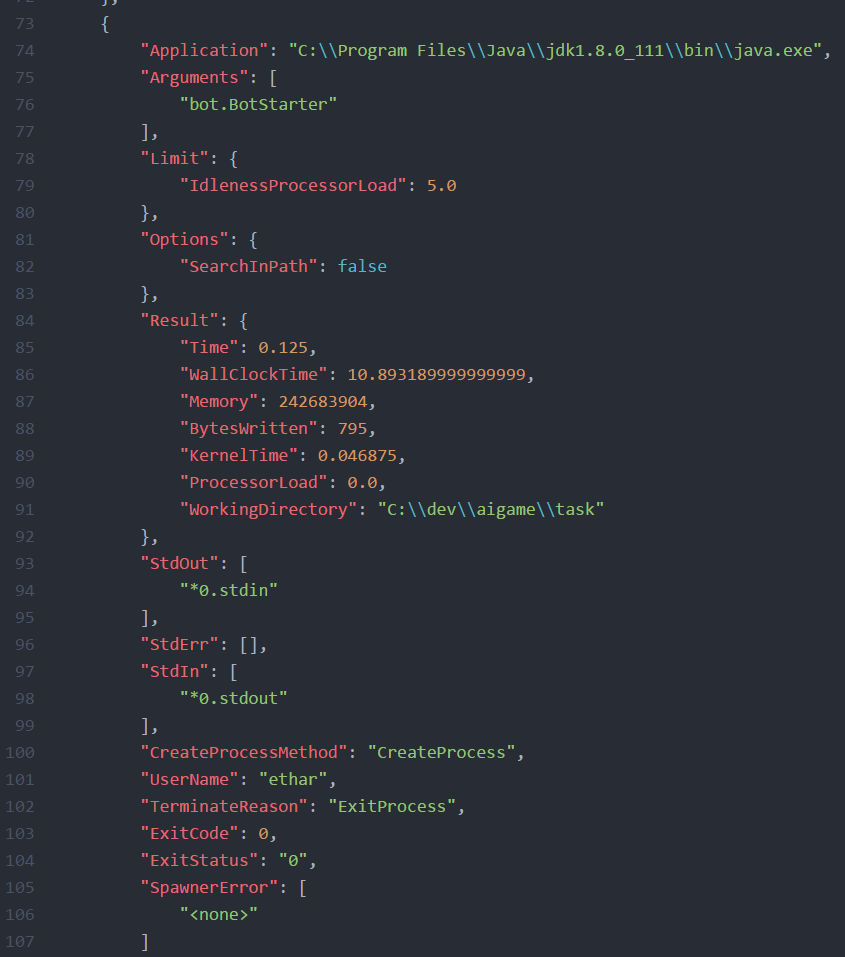 72 },
73 {
74 "Application": "C:\\Program Files\\Java\\jdk1.8.0_111\\bin\\java.exe",
75 "Arguments": [
76 "bot.BotStarter"
77 ],
78 "Limit": {
79 "IdlenessProcessorLoad": 5.0
80 },
81 "Options": {
82 "SearchInPath": false
83 },
84 "Result": {
85 "Time": 0.125,
86 "WallClockTime": 10.893189999999999,
87 "Memory": 242683904,
88 "BytesWritten": 795,
89 "KernelTime": 0.046875,
90 "ProcessorLoad": 0.0,
91 "WorkingDirectory": "C:\\dev\\aigame\\task"
92 },
93 "StdOut": [
94 "*0.stdin"
95 ],
96 "StdErr": [],
97 "StdIn": [
98 "*0.stdout"
99 ],
100 "CreateProcessMethod": "CreateProcess",
101 "UserName": "ethar",
102 "TerminateReason": "ExitProcess",
103 "ExitCode": 0,
104 "ExitStatus": "0",
105 "SpawnerError": [
106 "<none>"
107 ]